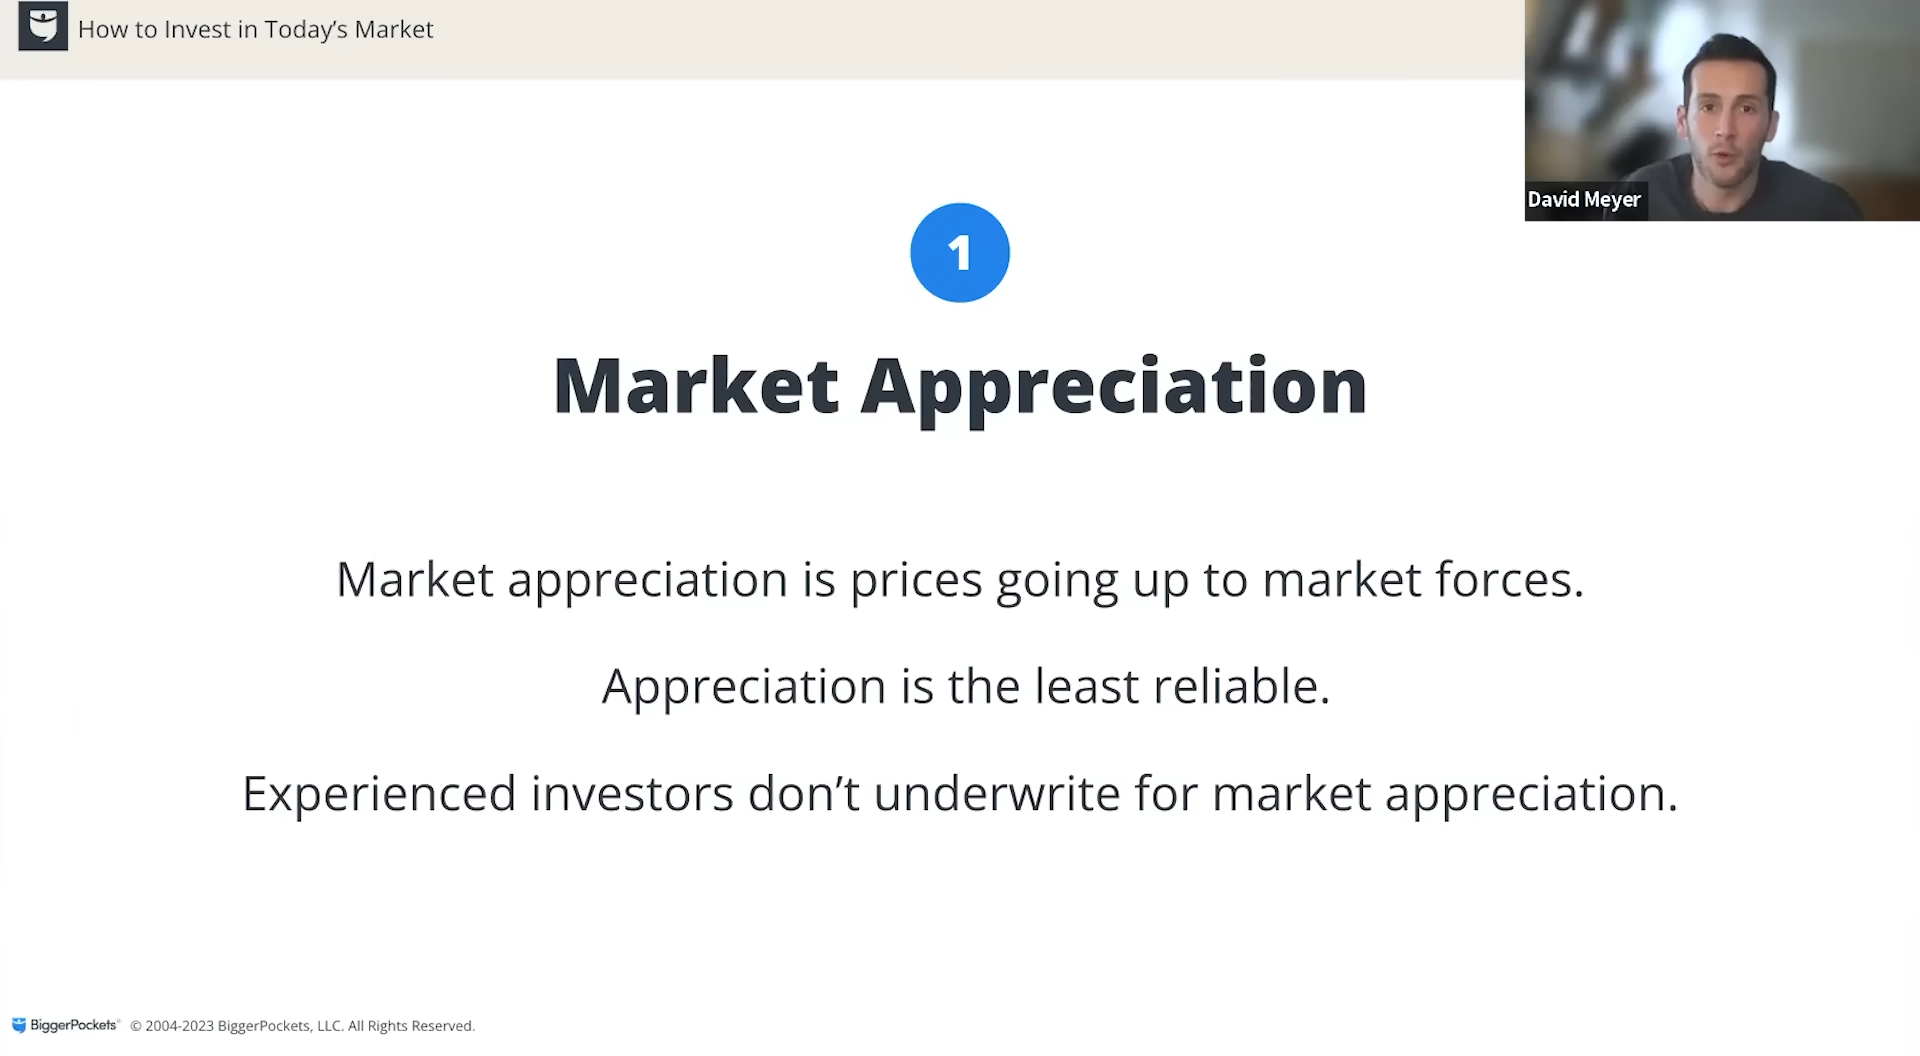 How to Invest in Today’s Market
David Meyer
1
Market Appreciation
Market appreciation is prices going up to market forces.
Appreciation is the least reliable.
Experienced investors don’t underwrite for market appreciation.
BiggerPockets® © 2004-2023 BiggerPockets, LLC. All Rights Reserved.